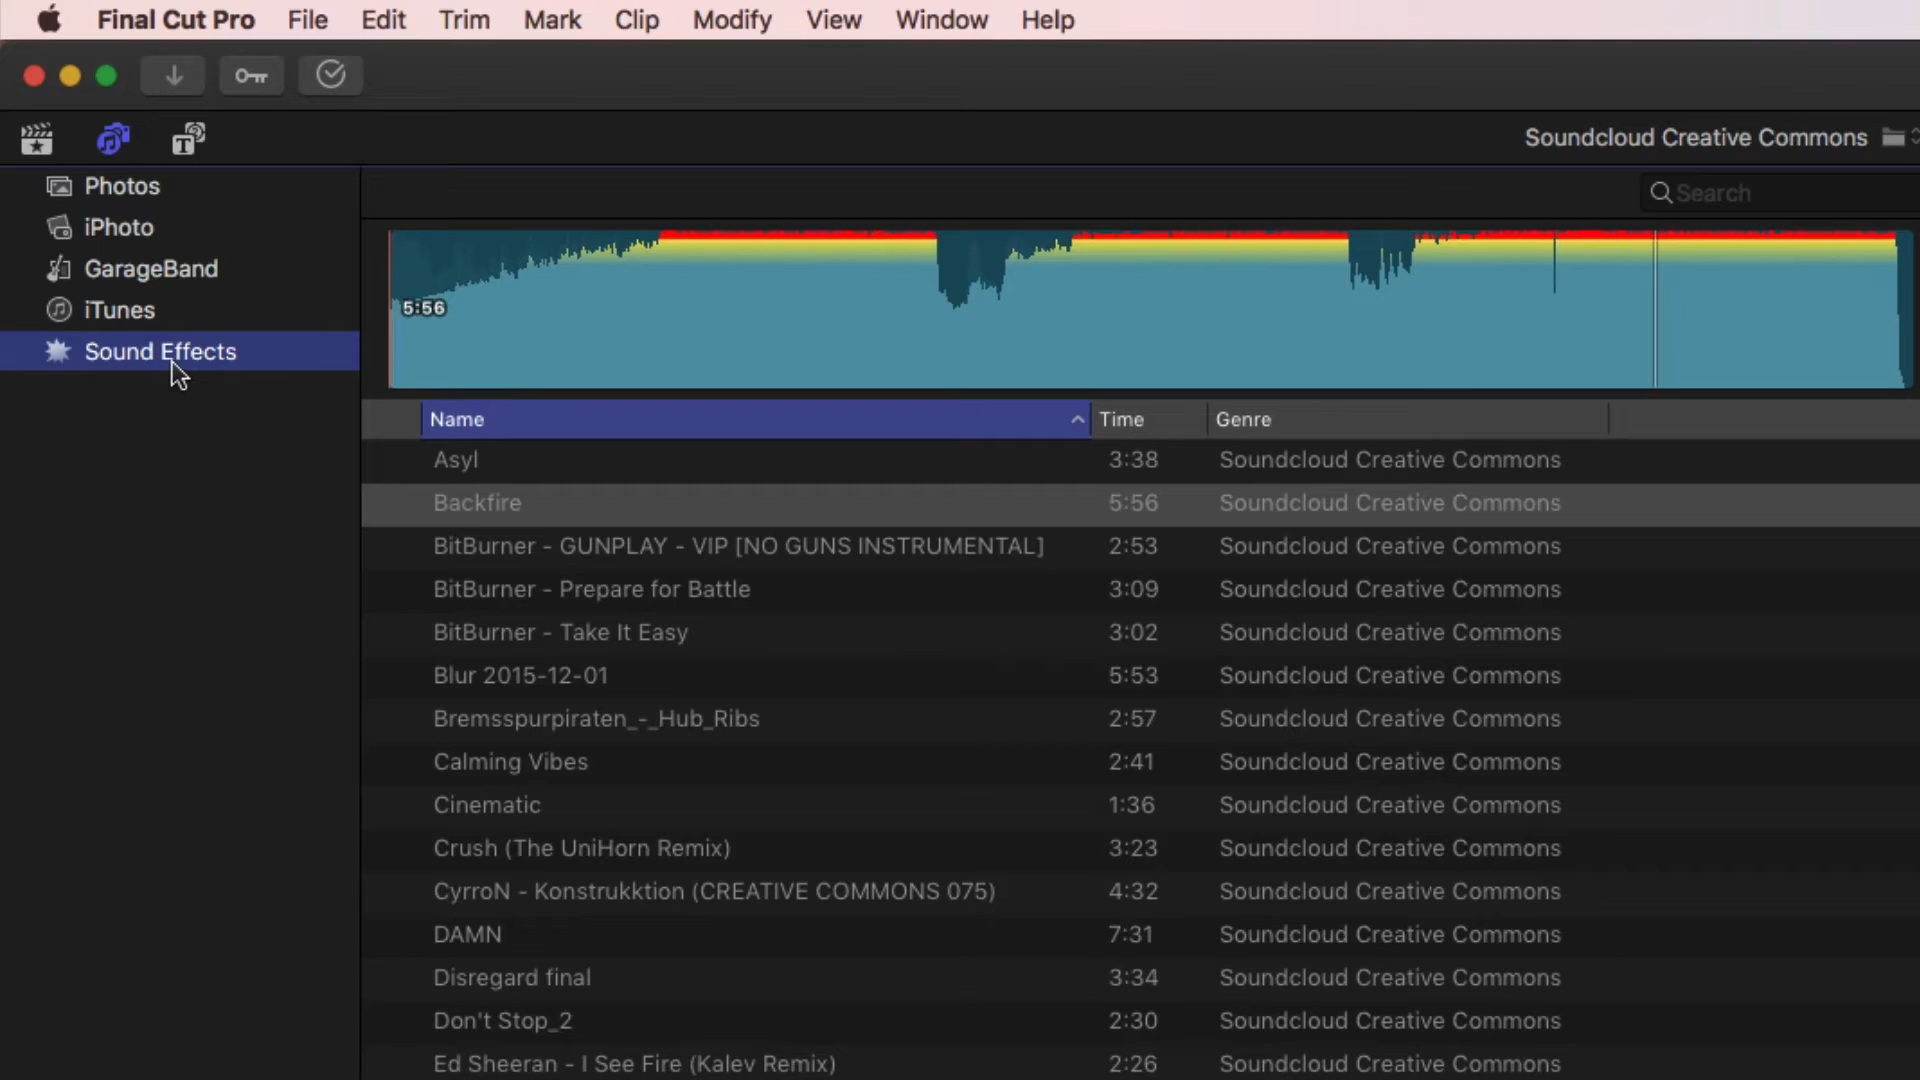 Final Cut Pro File Edit Trim Mark Clip Modify View Window Help
Soundcloud Creative Commons
Photos
Search
iPhoto
GarageBand
iTunes
5:56
Sound Effects
Name Time Genre
Asyl 3:38 Soundcloud Creative Commons
Backfire 5:56 Soundcloud Creative Commons
BitBurner - GUNPLAY - VIP [NO GUNS INSTRUMENTAL] 2:53 Soundcloud Creative Commons
BitBurner - Prepare for Battle 3:09 Soundcloud Creative Commons
BitBurner - Take It Easy 3:02 Soundcloud Creative Commons
Blur 2015-12-01 5:53 Soundcloud Creative Commons
Bremsspurpiraten_-_Hub_Ribs 2:57 Soundcloud Creative Commons
Calming Vibes 2:41 Soundcloud Creative Commons
Cinematic 1:36 Soundcloud Creative Commons
Crush (The UniHorn Remix) 3:23 Soundcloud Creative Commons
CyrroN - Konstrukktion (CREATIVE COMMONS 075) 4:32 Soundcloud Creative Commons
DAMN 7:31 Soundcloud Creative Commons
Disregard final 3:34 Soundcloud Creative Commons
Don't Stop_2 2:30 Soundcloud Creative Commons
Ed Sheeran - I See Fire (Kalev Remix) 2:26 Soundcloud Creative Commons